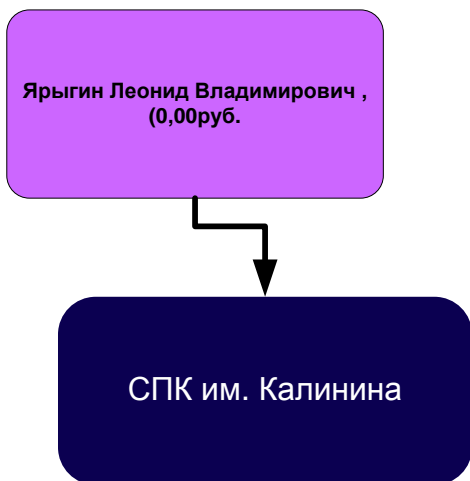 Ярыгин Леонид Владимирович ,
(0,00руб.
СПК им. Калинина